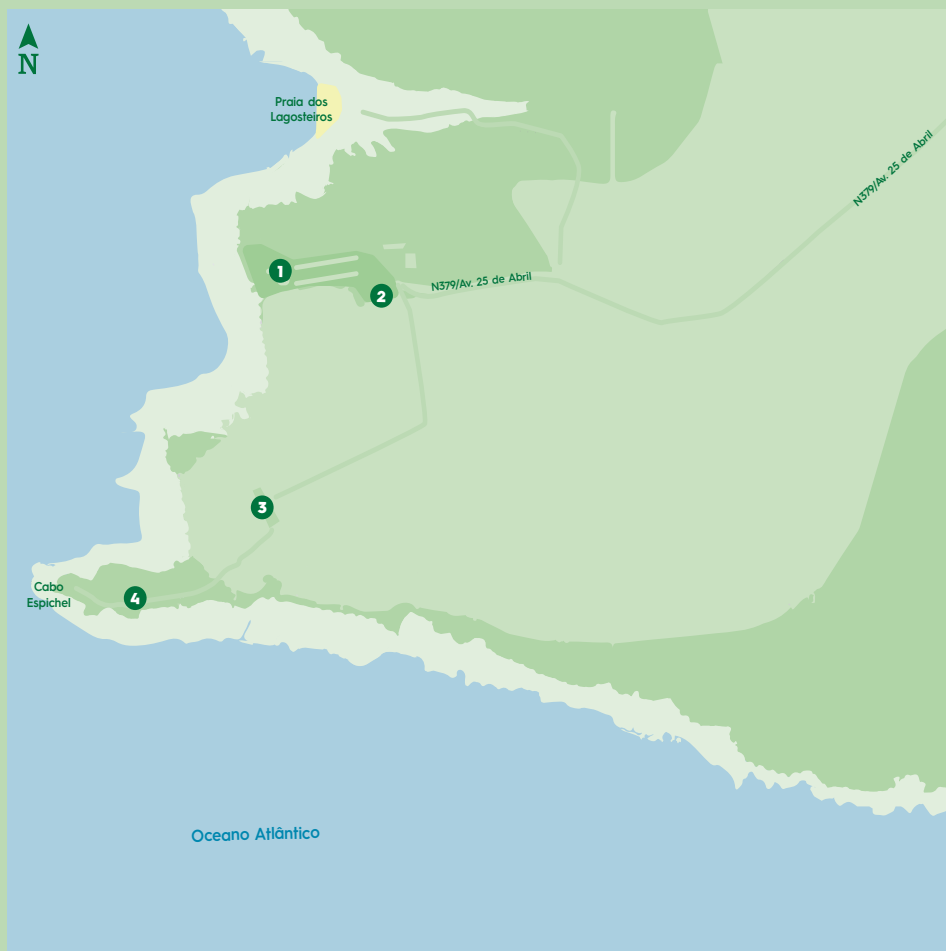 N
Praia dos
Lagosteiros
N379/Av. 25 de Abril
1
2
N379/Av. 25 de Abril
3
Cabo
Espichel
4
Oceano Atlântico